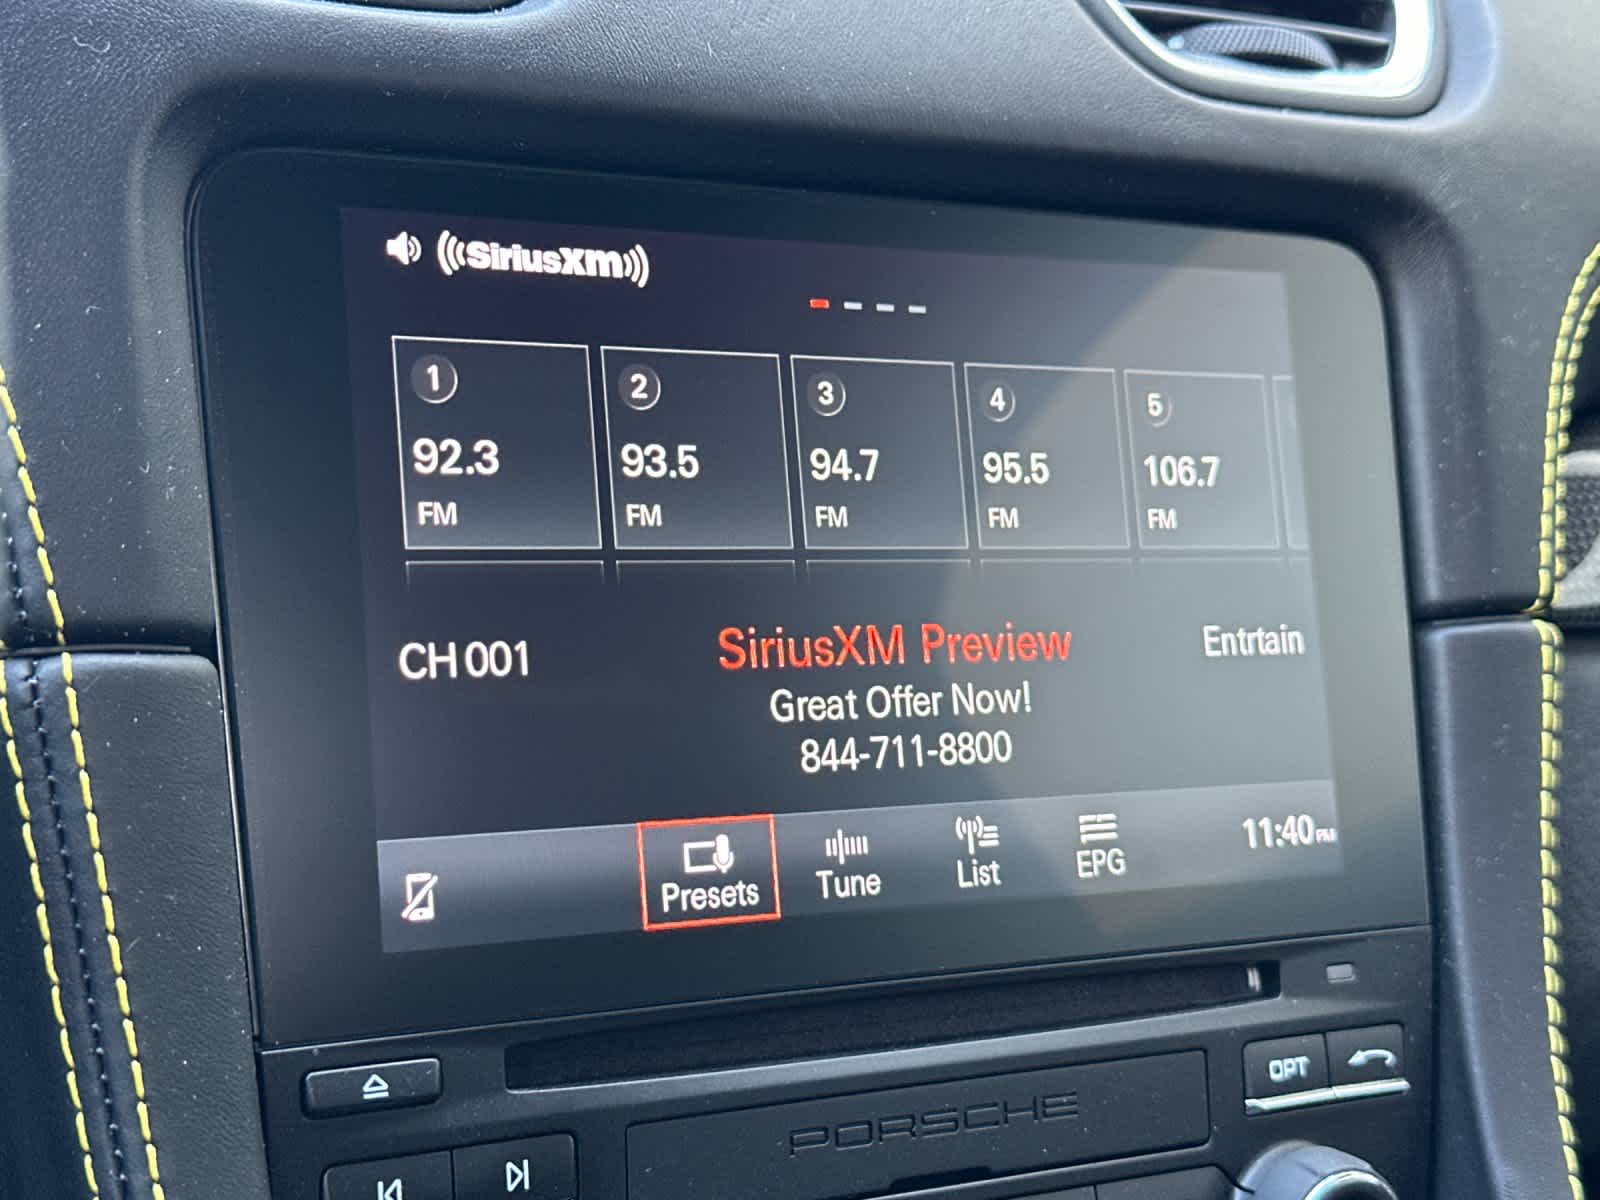 SiriusXM
1
2
3
4
5
92.3
93.5
94.7
95.5
106.7
FM
FM
FM
FM
FM
CH 001
SiriusXM Preview
Entrtain
Great Offer Now!
844-711-8800
Presets
Tune
List
EPG
11:40 PM
OPT
PORSCHE